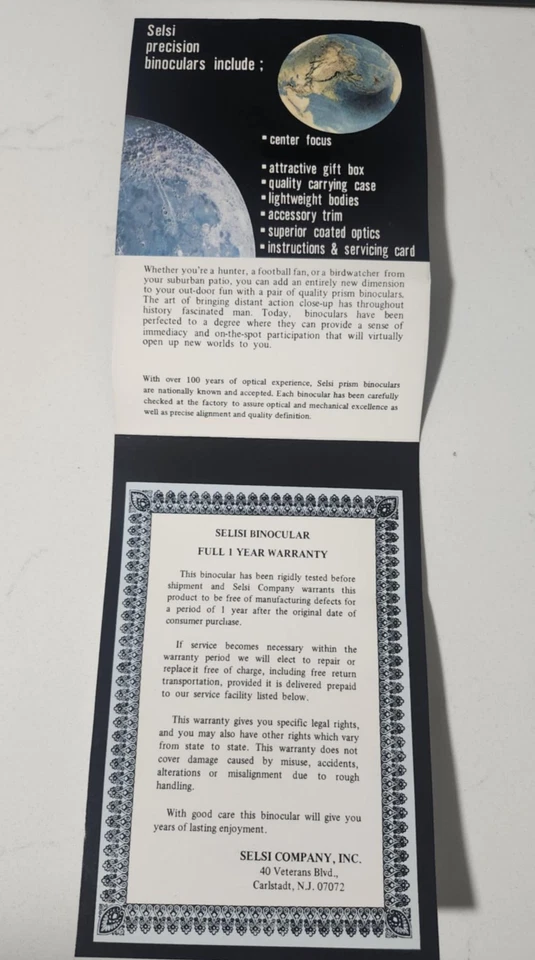 Selsi
precision
binoculars include ;
▪ center focus
▪ attractive gift box
▪ quality carrying case
▪ lightweight bodies
▪ accessory trim
▪ superior coated optics
▪ instructions & servicing card
Whether you're a hunter, a football fan, or a birdwatcher from
your suburban patio, you can add an entirely new dimension
to your out-door fun with a pair of quality prism binoculars.
The art of bringing distant action close-up has throughout
history fascinated man. Today, binoculars have been
perfected to a degree where they can provide a sense of
immediacy and on-the-spot participation that will virtually
open up new worlds to you.
With over 100 years of optical experience, Selsi prism binoculars
are nationally known and accepted. Each binocular has been carefully
checked at the factory to assure optical and mechanical excellence as
well as precise alignment and quality definition.
SELISI BINOCULAR
FULL 1 YEAR WARRANTY
This binocular has been rigidly tested before
shipment and Selsi Company warrants this
product to be free of manufacturing defects for
a period of 1 year after the original date of
consumer purchase.
If service becomes necessary within the
warranty period we will elect to repair or
replace it free of charge, including free return
transportation, provided it is delivered prepaid
to our service facility listed below.
This warranty gives you specific legal rights,
and you may also have other rights which vary
from state to state. This warranty does not
cover damage caused by misuse, accidents,
alterations or misalignment due to rough
handling.
With good care this binocular will give you
years of lasting enjoyment.
SELSI COMPANY, INC.
40 Veterans Blvd.,
Carlstadt, N.J. 07072